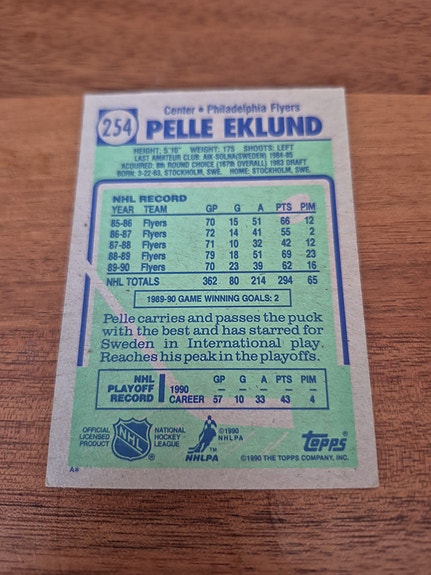 254
Center ★ Philadelphia Flyers
PELLE EKLUND
HEIGHT: 5'10" WEIGHT: 175 SHOOTS: LEFT
LAST AMATEUR CLUB: AIK-SOLNA(SWEDEN) 1984-85
ACQUIRED: 8th ROUND CHOICE (167th OVERALL) 1983 DRAFT
BORN: 3-22-63, STOCKHOLM, SWE. HOME: STOCKHOLM, SWE.
NHL RECORD
YEAR TEAM GP G A PTS PIM
85-86 Flyers 70 15 51 66 12
86-87 Flyers 72 14 41 55 2
87-88 Flyers 71 10 32 42 12
88-89 Flyers 79 18 51 69 23
89-90 Flyers 70 23 39 62 16
NHL TOTALS 362 80 214 294 65
1989-90 GAME WINNING GOALS: 2
Pelle carries and passes the puck
with the best and has starred for
Sweden in International play.
Reaches his peak in the playoffs.
NHL PLAYOFF RECORD
GP G A PTS PIM
1990 — — — — —
CAREER 57 10 33 43 4
OFFICIAL LICENSED PRODUCT
NHL
NATIONAL HOCKEY LEAGUE
NHLPA
TM
©1990 NHLPA
topps
©1990 THE TOPPS COMPANY, INC.
A*